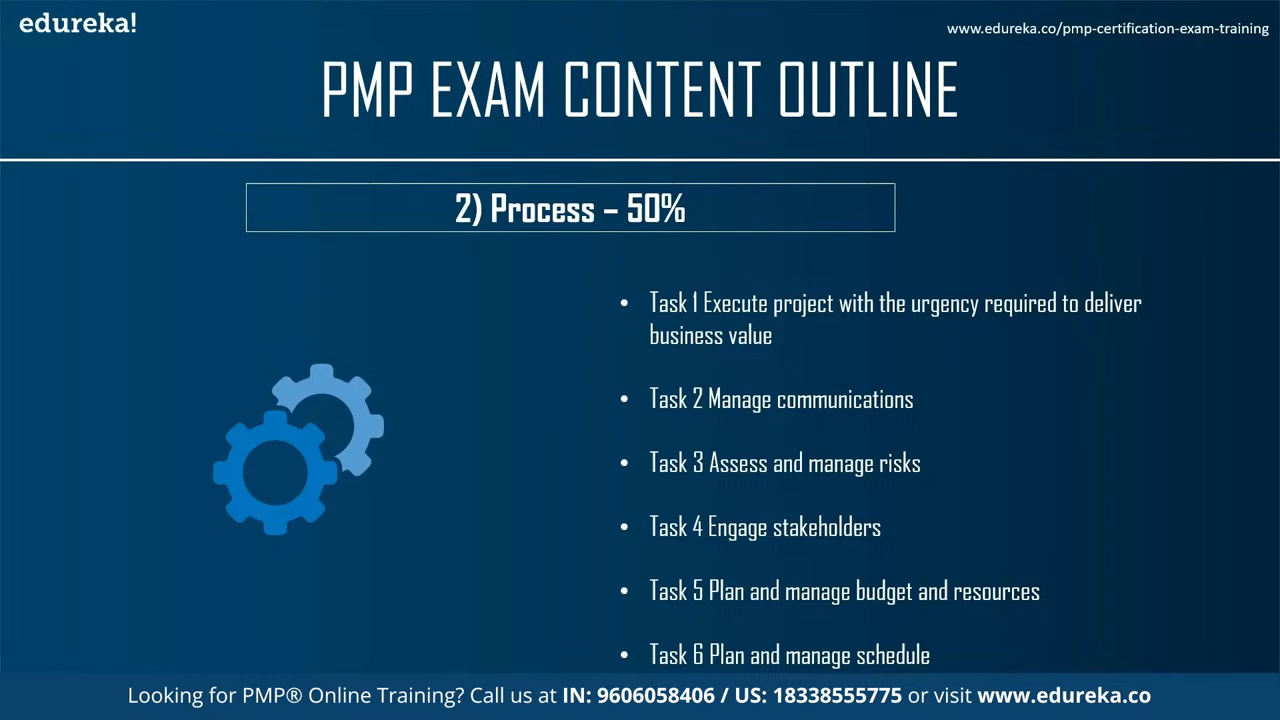 edureka!
www.edureka.co/pmp-certification-exam-training
PMP EXAM CONTENT OUTLINE
2) Process – 50%
• Task 1 Execute project with the urgency required to deliver
business value
• Task 2 Manage communications
• Task 3 Assess and manage risks
• Task 4 Engage stakeholders
• Task 5 Plan and manage budget and resources
• Task 6 Plan and manage schedule
Looking for PMP® Online Training? Call us at IN: 9606058406 / US: 18338555775 or visit www.edureka.co